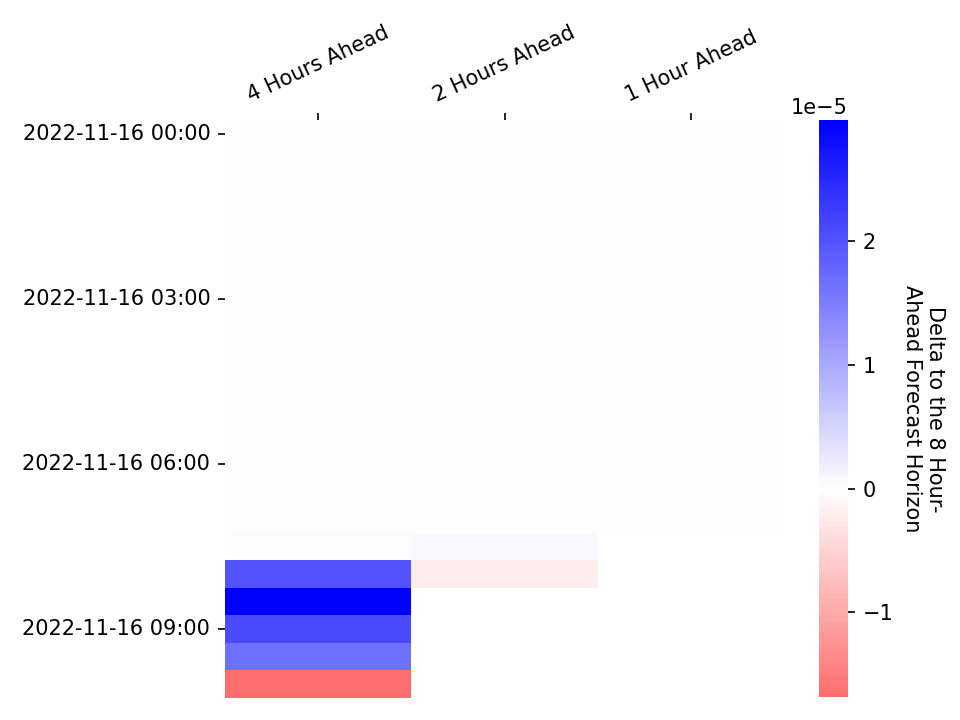 4 Hours Ahead
2 Hours Ahead
1 Hour Ahead
1e−5
2022-11-16 00:00
2022-11-16 03:00
2022-11-16 06:00
2022-11-16 09:00
2
1
0
−1
Delta to the 8 Hour-
Ahead Forecast Horizon